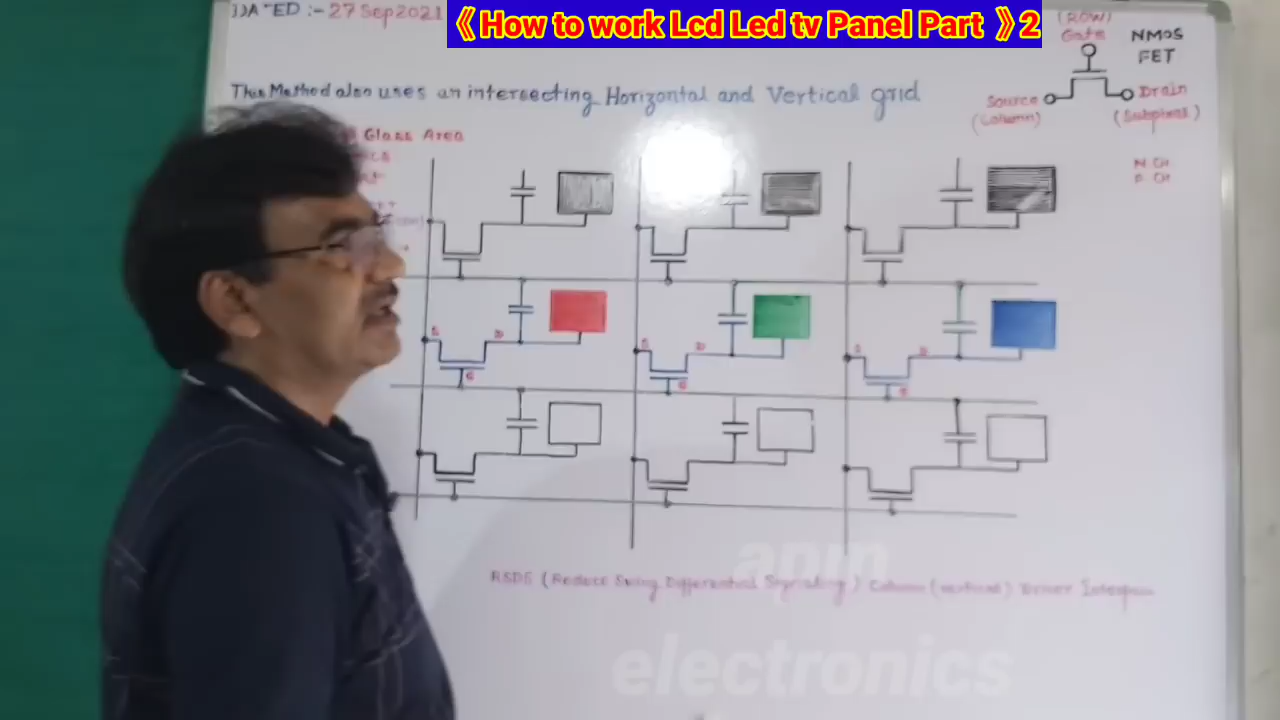 DATED :- 27 Sep 2021
《 How to work Lcd Led tv Panel Part 》2
(ROW)
Gate
NMOS
FET
This Method also uses an intersecting Horizontal and Vertical grid
Source
(Column)
Drain
Glass Area
N CH
P CH
S D G
S D G
S D G
RSDS (Reduce Swing Differential Signaling) Column (vertical) Driver
apm
electronics